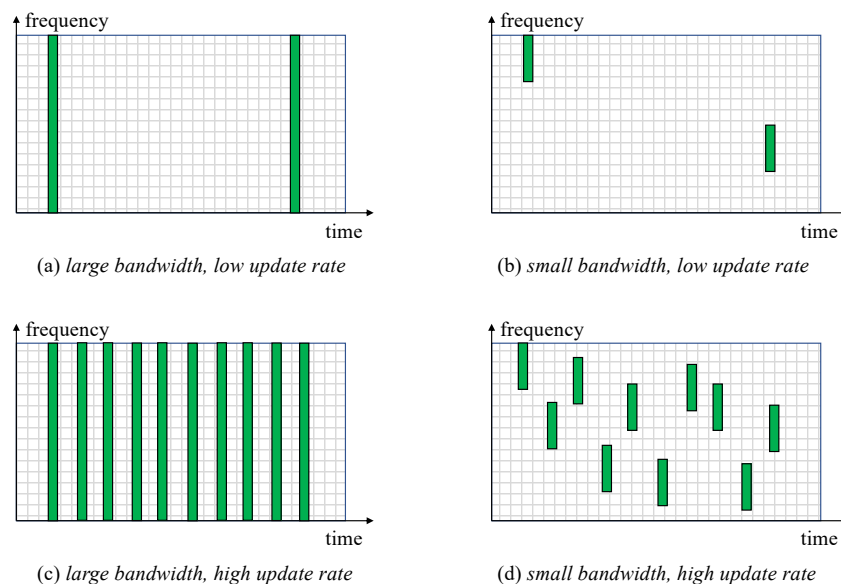 frequency
time
(a) large bandwidth, low update rate
frequency
time
(b) small bandwidth, low update rate
frequency
time
(c) large bandwidth, high update rate
frequency
time
(d) small bandwidth, high update rate